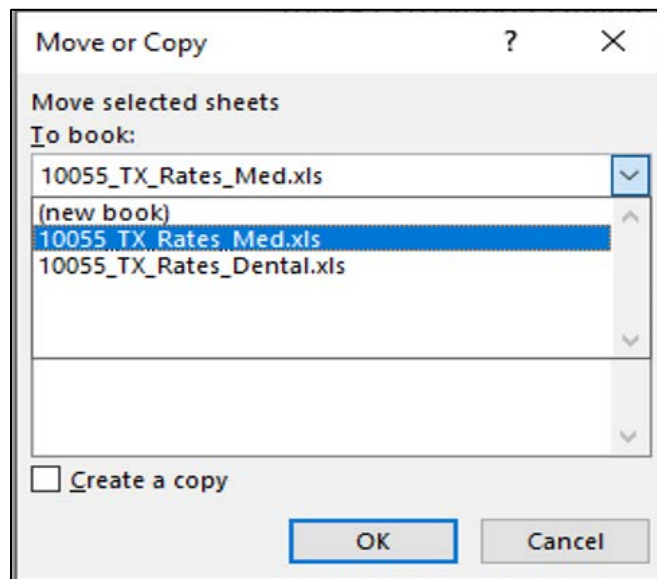 Move or Copy ? ×
Move selected sheets
To book:
10055_TX_Rates_Med.xls
(new book)
10055_TX_Rates_Med.xls
10055_TX_Rates_Dental.xls
Create a copy
OK Cancel